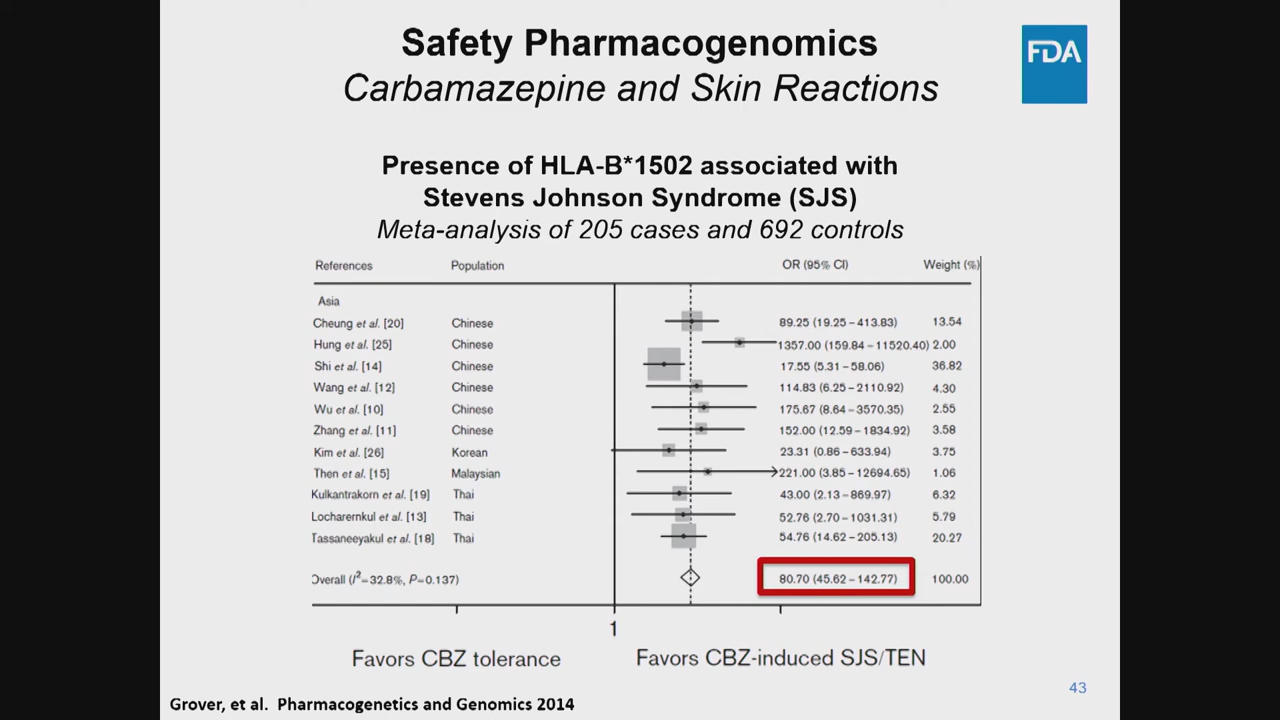 Safety Pharmacogenomics
Carbamazepine and Skin Reactions
FDA
Presence of HLA-B*1502 associated with
Stevens Johnson Syndrome (SJS)
Meta-analysis of 205 cases and 692 controls
References Population OR (95% CI) Weight (%)
Asia
Cheung et al. [20] Chinese 89.25 (19.25−413.83) 13.54
Hung et al. [25] Chinese 1357.00 (159.84−11520.40) 2.00
Shi et al. [14] Chinese 17.55 (5.31−58.06) 36.82
Wang et al. [12] Chinese 114.83 (6.25−2110.92) 4.30
Wu et al. [10] Chinese 175.67 (8.64−3570.35) 2.55
Zhang et al. [11] Chinese 152.00 (12.59−1834.92) 3.58
Kim et al. [26] Korean 23.31 (0.86−633.94) 3.75
Then et al. [15] Malaysian 221.00 (3.85−12694.65) 1.06
Kulkantrakorn et al. [19] Thai 43.00 (2.13−869.97) 6.32
Locharernkul et al. [13] Thai 52.76 (2.70−1031.31) 5.79
Tassaneeyakul et al. [18] Thai 54.76 (14.62−205.13) 20.27
Overall (I²=32.8%, P=0.137) 80.70 (45.62−142.77) 100.00
1
Favors CBZ tolerance Favors CBZ-induced SJS/TEN
43
Grover, et al. Pharmacogenetics and Genomics 2014